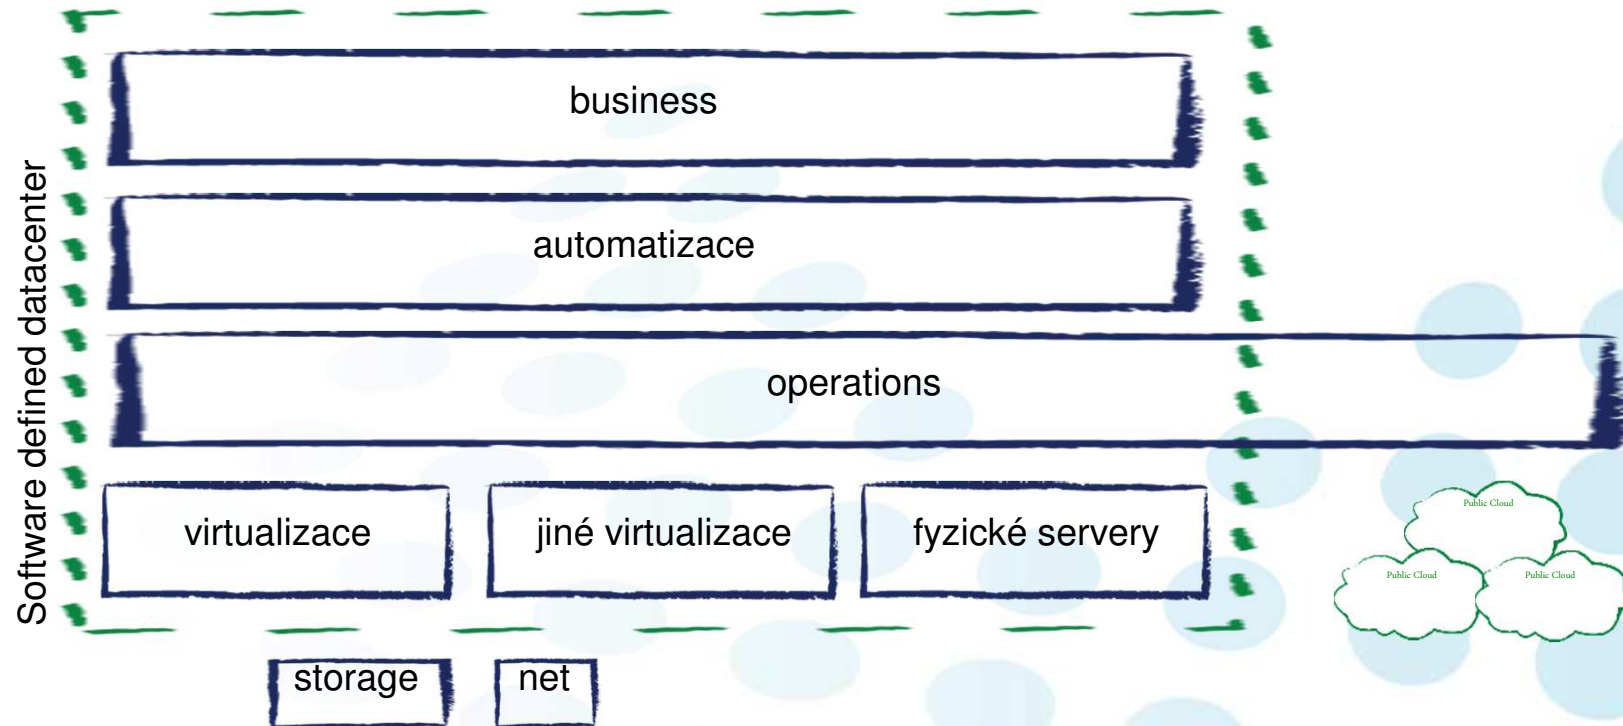 Software defined datacenter
business
automatizace
operations
virtualizace
jiné virtualizace
fyzické servery
Public Cloud
Public Cloud
Public Cloud
storage
net